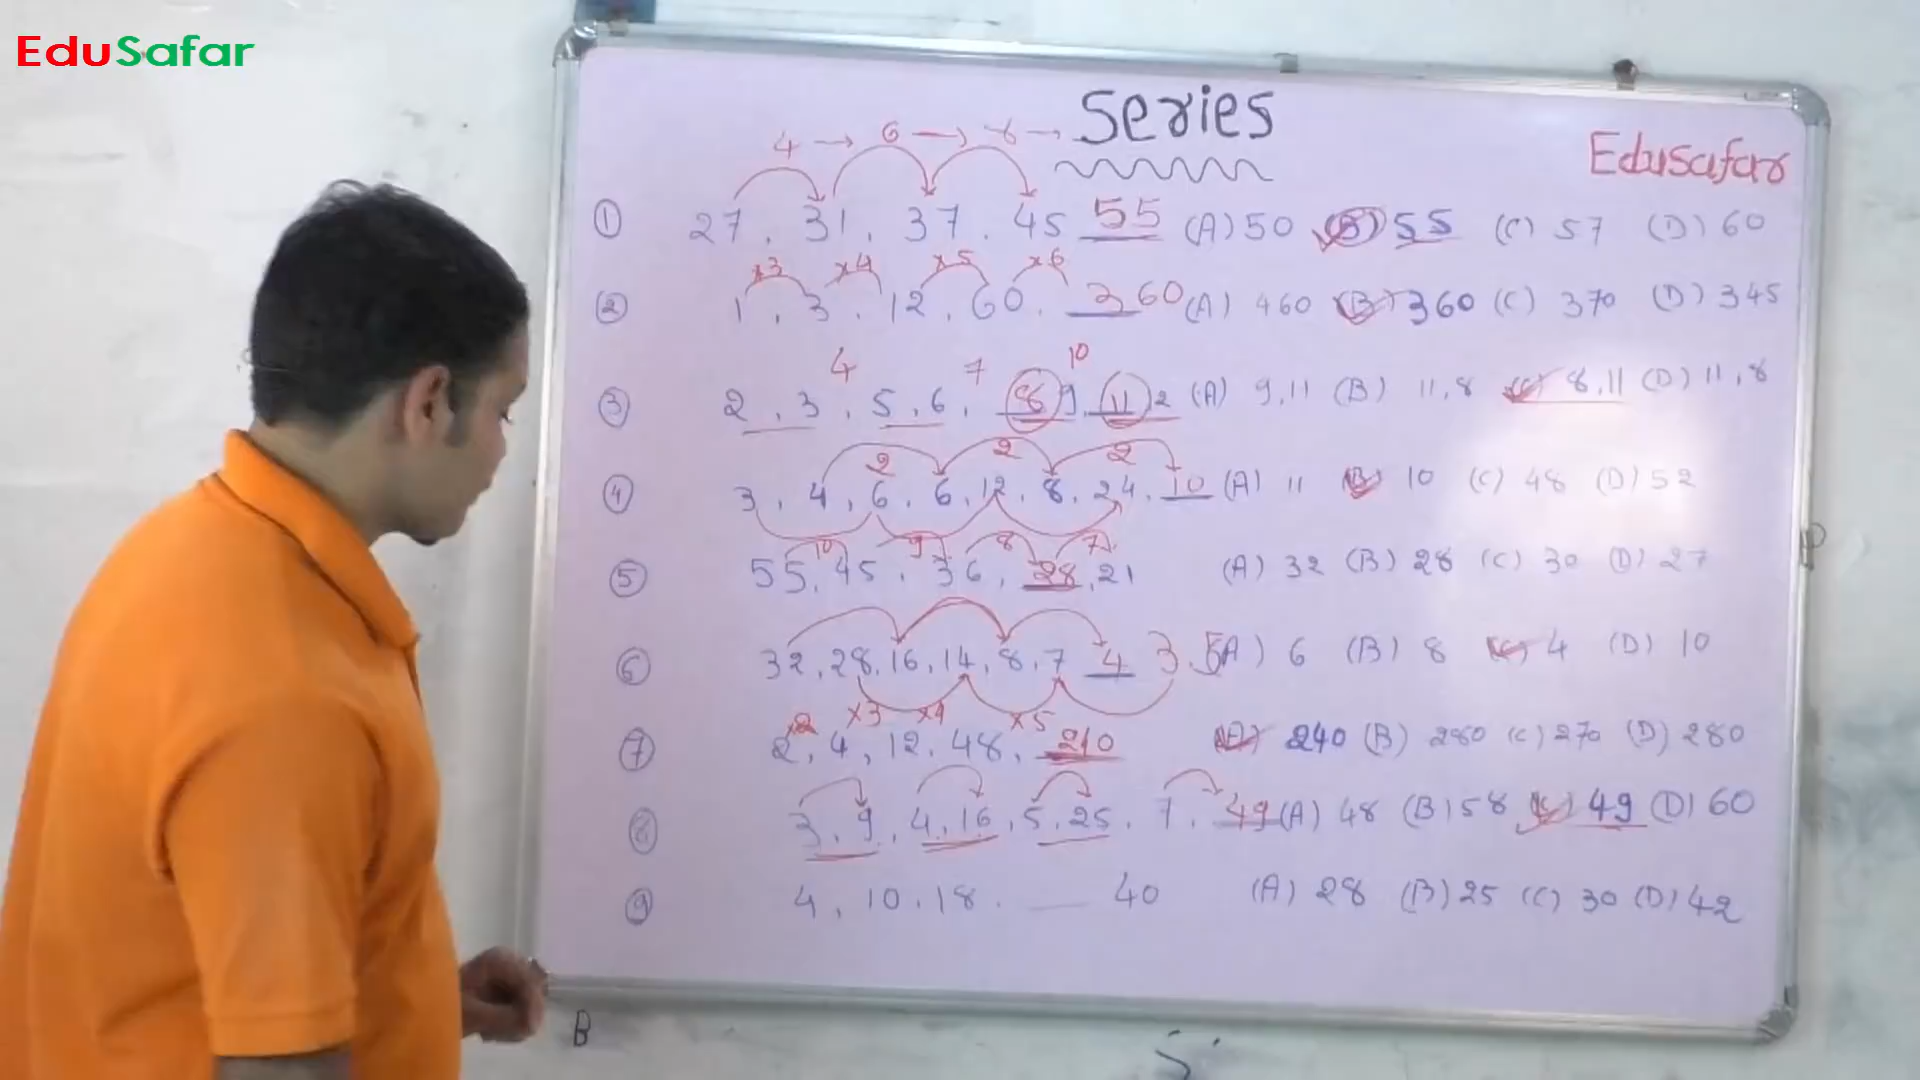 EduSafar
Series
Edusafar
4 → 6 →
① 27, 31, 37, 45 55 (A) 50 (B) 55 (C) 57 (D) 60
×3 ×4 ×5 ×6
② 1, 3, 12, 60, 360 (A) 460 (B) 360 (C) 370 (D) 345
4 7 10
③ 2, 3, 5, 6, 8 9, 11 12 (A) 9,11 (B) 11,8 (C) 8,11 (D) 11,8
2 2 2
④ 3, 4, 6, 6, 12, 8, 24, 10 (A) 11 (B) 10 (C) 48 (D) 52
10 9 8 7
⑤ 55, 45, 36, 28, 21 (A) 32 (B) 28 (C) 30 (D) 27
⑥ 32, 28, 16, 14, 8, 7 4 3.5 (A) 6 (B) 8 (C) 4 (D) 10
×2 ×3 ×4 ×5
⑦ 2, 4, 12, 48, 240 (A) 240 (B) 280 (C) 270 (D) 280
⑧ 3, 9, 4, 16, 5, 25, 7, 49 (A) 48 (B) 58 (C) 49 (D) 60
⑨ 4, 10, 18, ___ 40 (A) 28 (B) 25 (C) 30 (D) 42
B